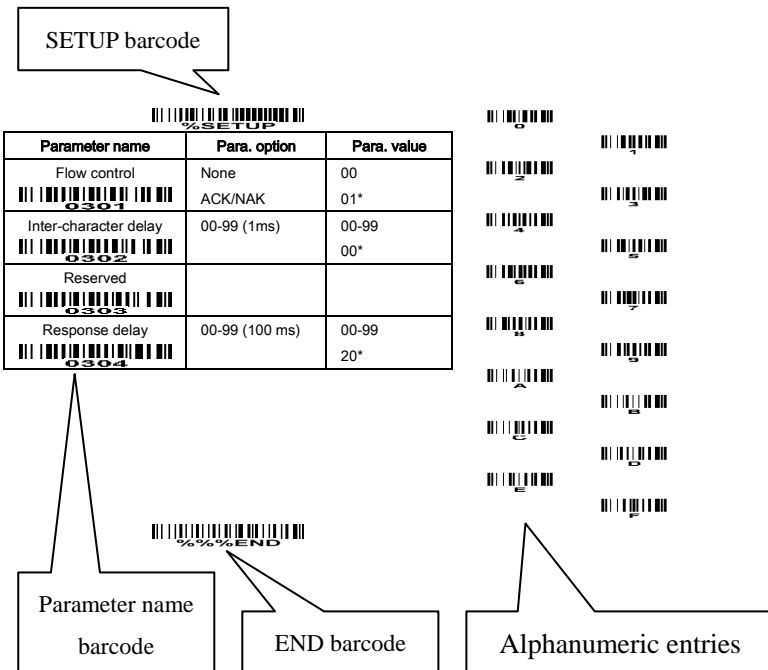 SETUP barcode
%SETUP
Parameter name Para. option Para. value
Flow control None 00
0301 ACK/NAK 01*
Inter-character delay 00-99 (1ms) 00-99
0302 00*
Reserved
0303
Response delay 00-99 (100 ms) 00-99
0304 20*
0
1
2
3
4
5
6
7
8
9
A
B
C
D
E
F
%%%END
Parameter name
barcode
END barcode
Alphanumeric entries